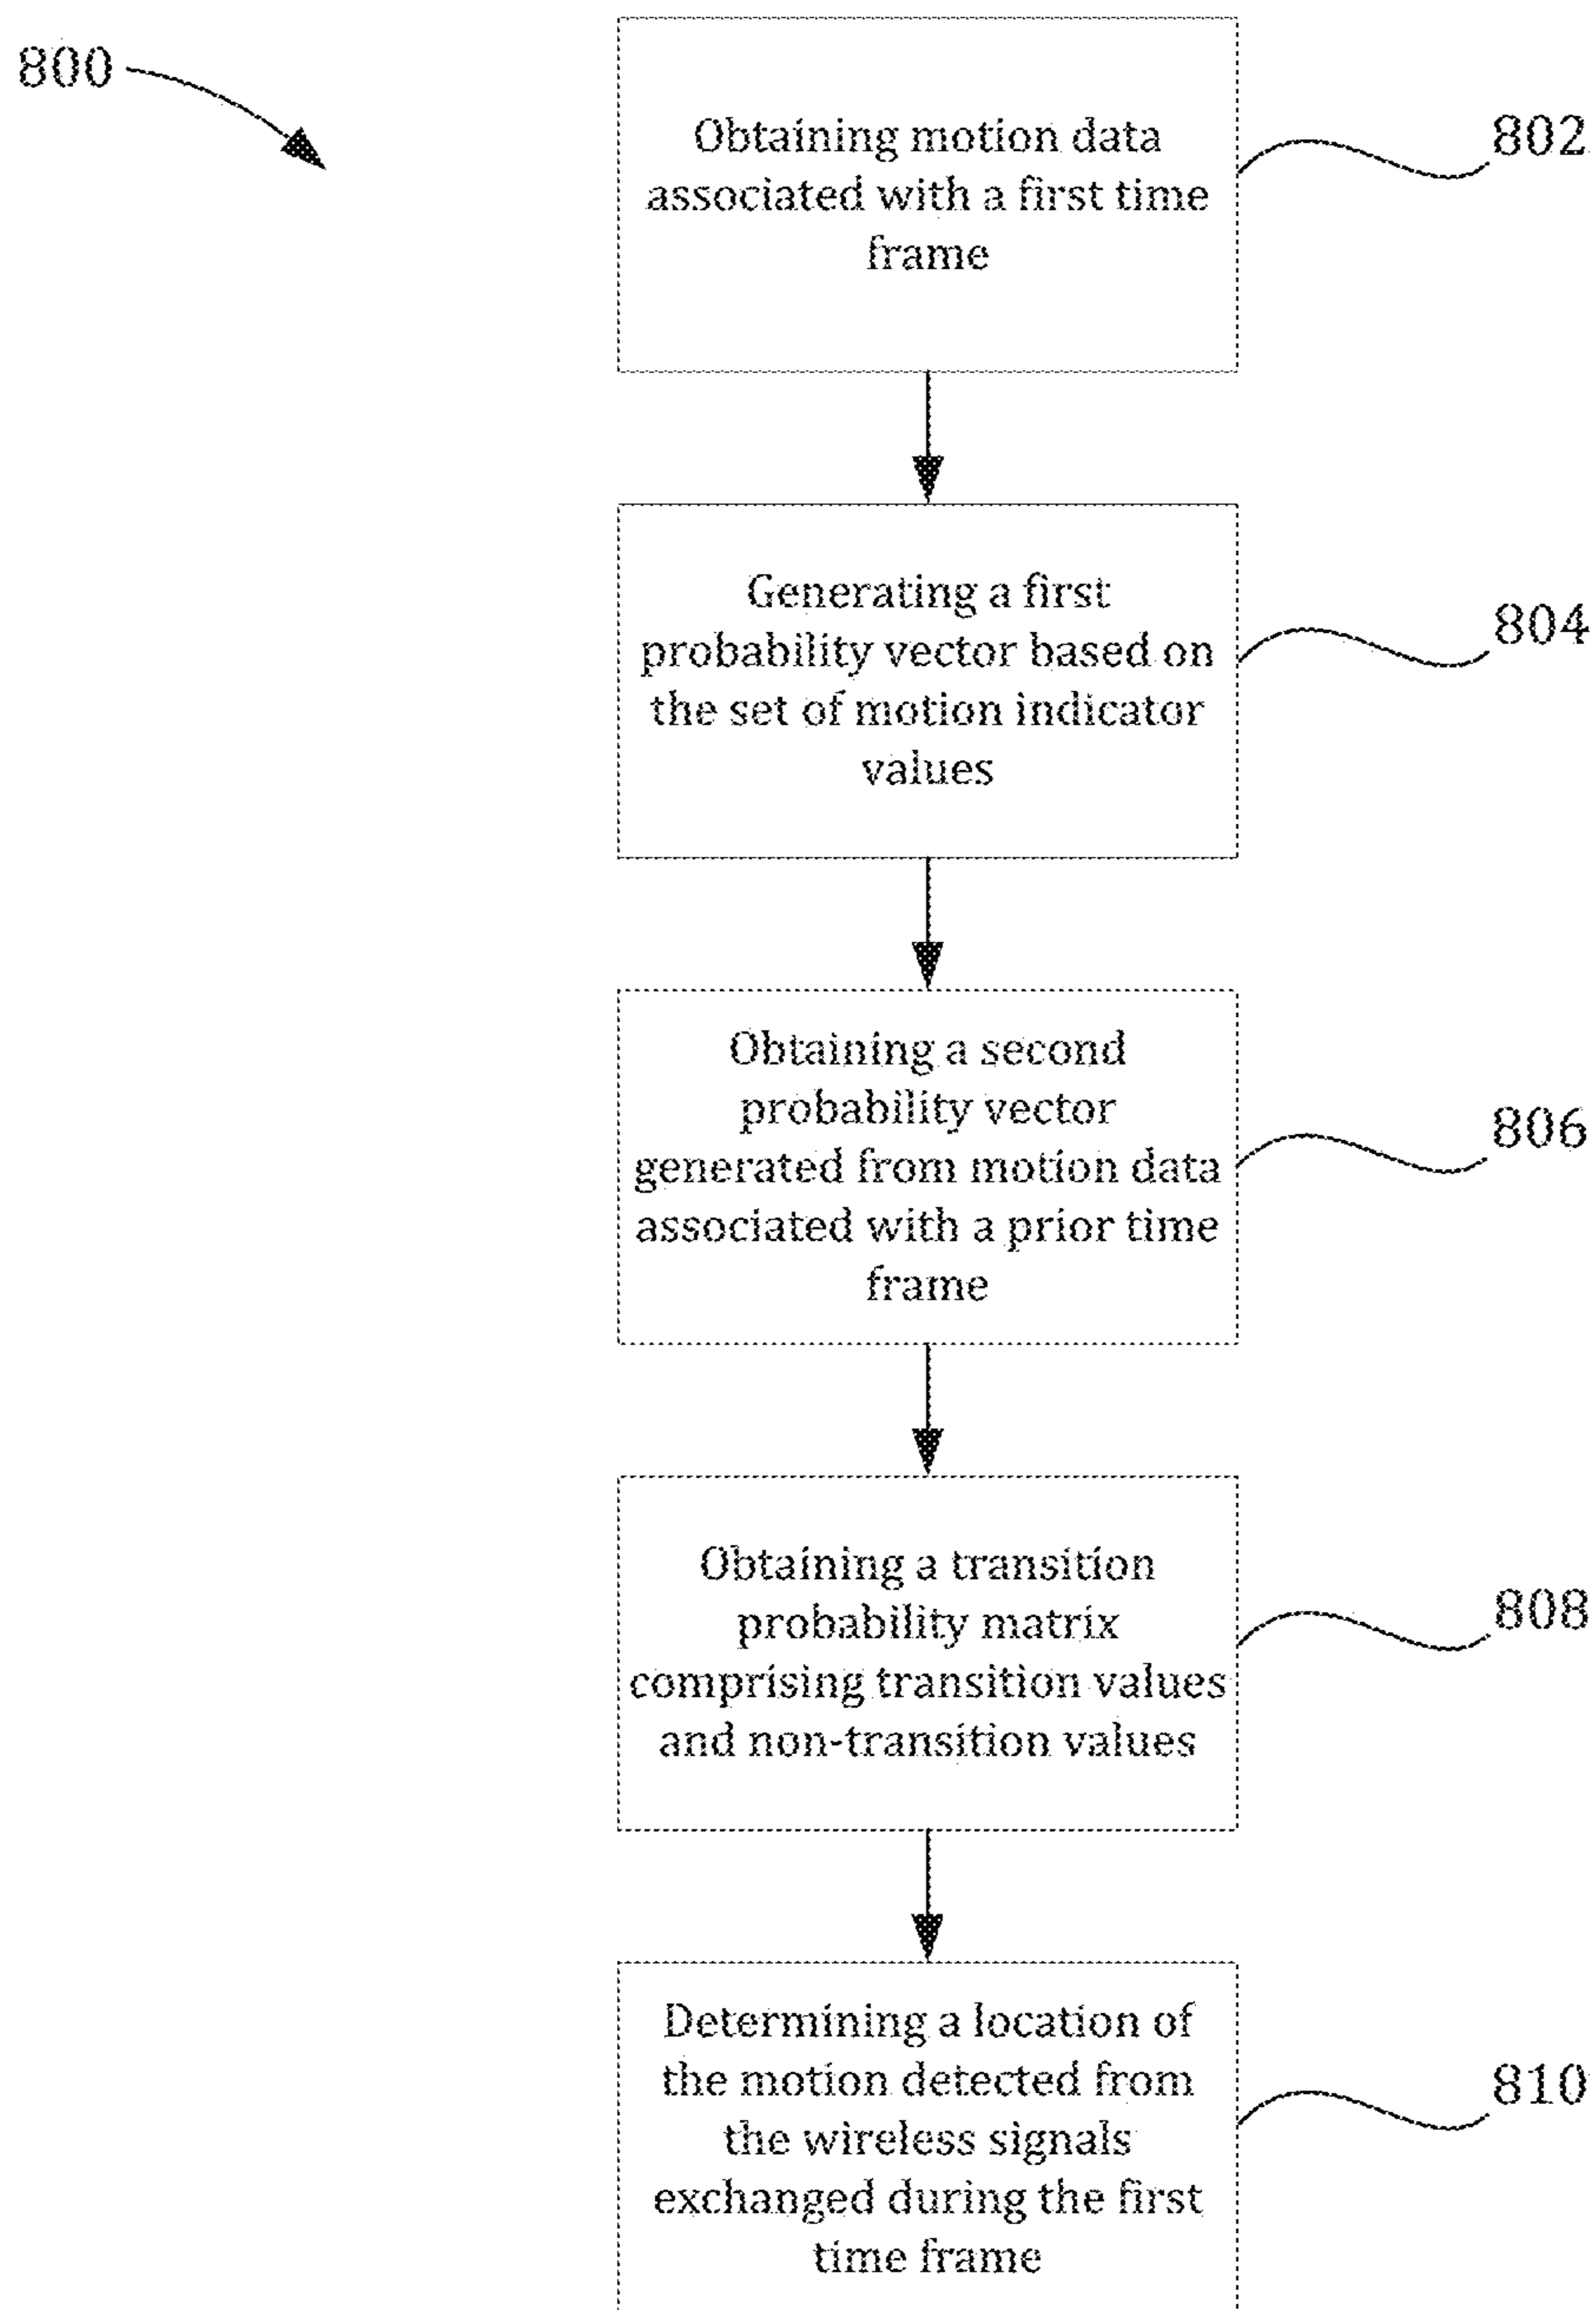 800
Obtaining motion data
associated with a first time
frame
802
Generating a first
probability vector based on
the set of motion indicator
values
804
Obtaining a second
probability vector
generated from motion data
associated with a prior time
frame
806
Obtaining a transition
probability matrix
comprising transition values
and non-transition values
808
Determining a location of
the motion detected from
the wireless signals
exchanged during the first
time frame
810